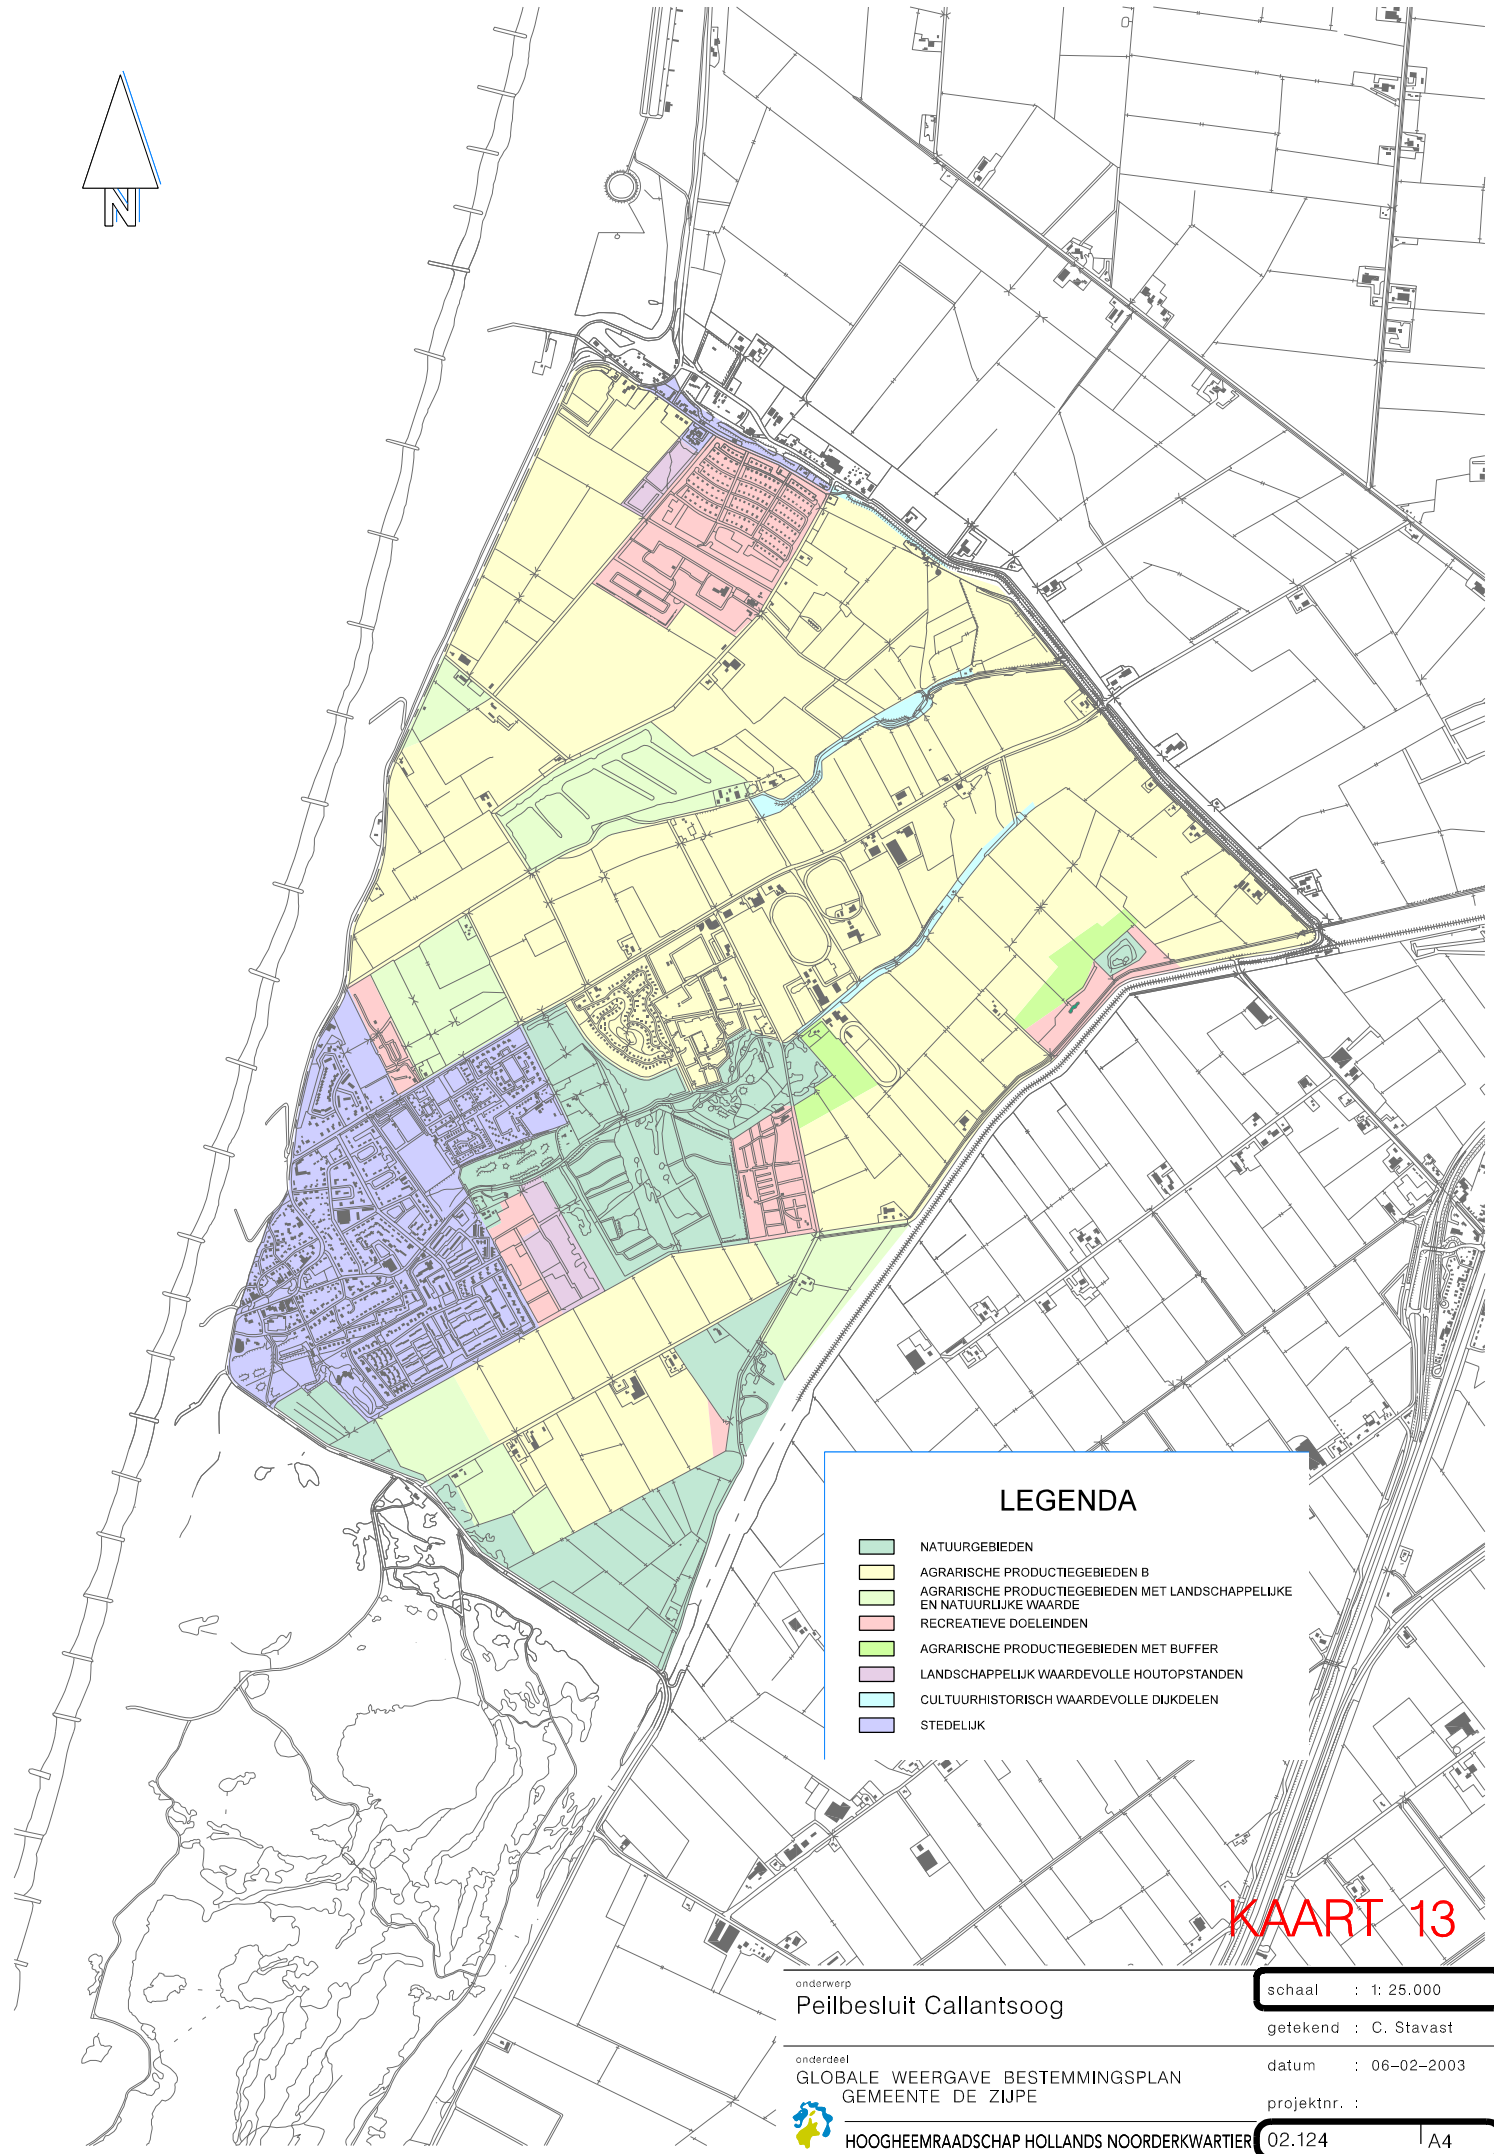 N
LEGENDA
NATUURGEBIEDEN
AGRARISCHE PRODUCTIEGEBIEDEN B
AGRARISCHE PRODUCTIEGEBIEDEN MET LANDSCHAPPELIJKE
EN NATUURLIJKE WAARDE
RECREATIEVE DOELEINDEN
AGRARISCHE PRODUCTIEGEBIEDEN MET BUFFER
LANDSCHAPPELIJK WAARDEVOLLE HOUTOPSTANDEN
CULTUURHISTORISCH WAARDEVOLLE DIJKDELEN
STEDELIJK
KAART 13
onderwerp
Peilbesluit Callantsoog
schaal : 1: 25.000
getekend : C. Stavast
onderdeel
GLOBALE WEERGAVE BESTEMMINGSPLAN
GEMEENTE DE ZIJPE
datum : 06-02-2003
projektnr. :
HOOGHEEMRAADSCHAP HOLLANDS NOORDERKWARTIER
02.124 A4